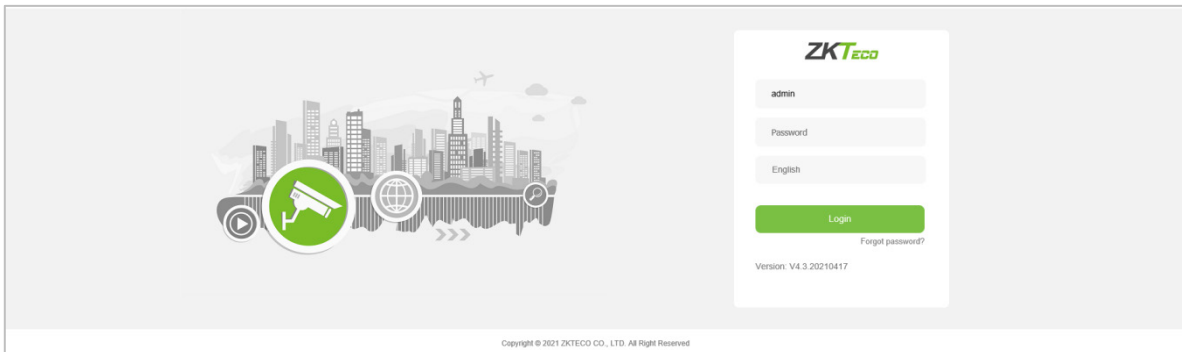 ZKTECO
admin
Password
English
Login
Forgot password?
Version: V4.3.20210417
Copyright © 2021 ZKTECO CO., LTD. All Right Reserved